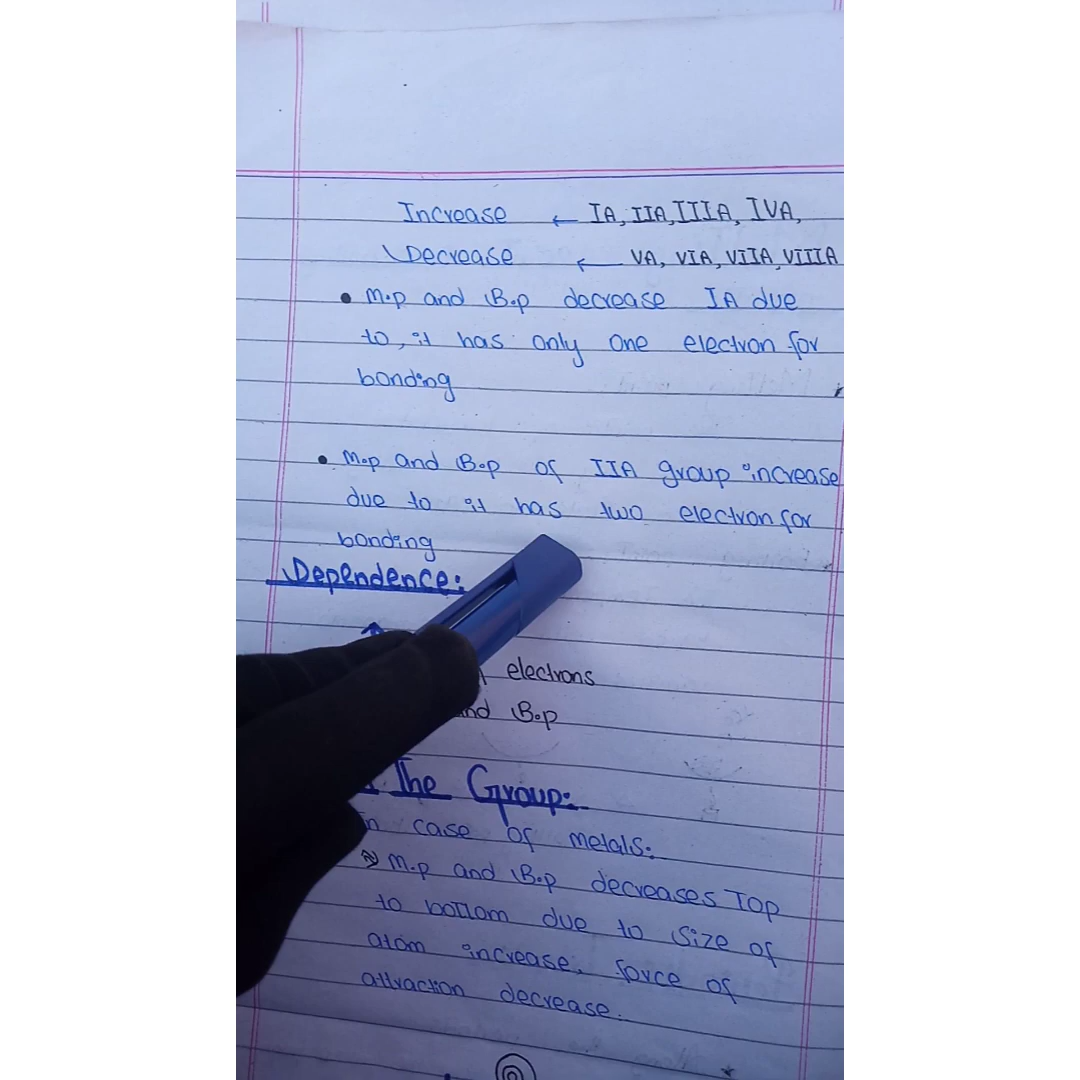 Increase ← IA, IIA, IIIA, IVA,
Decrease ← VA, VIA, VIIA, VIIIA
• M.p and B.p decrease IA due
to, it has only one electron for
bonding
• M.p and B.p of IIA group increase
due to it has two electron for
bonding
Dependence:
electrons
B.p
The Group:-
case of metals:
M.p and B.p decreases Top
to bottom due to size of
atom increase. force of
attraction decrease.